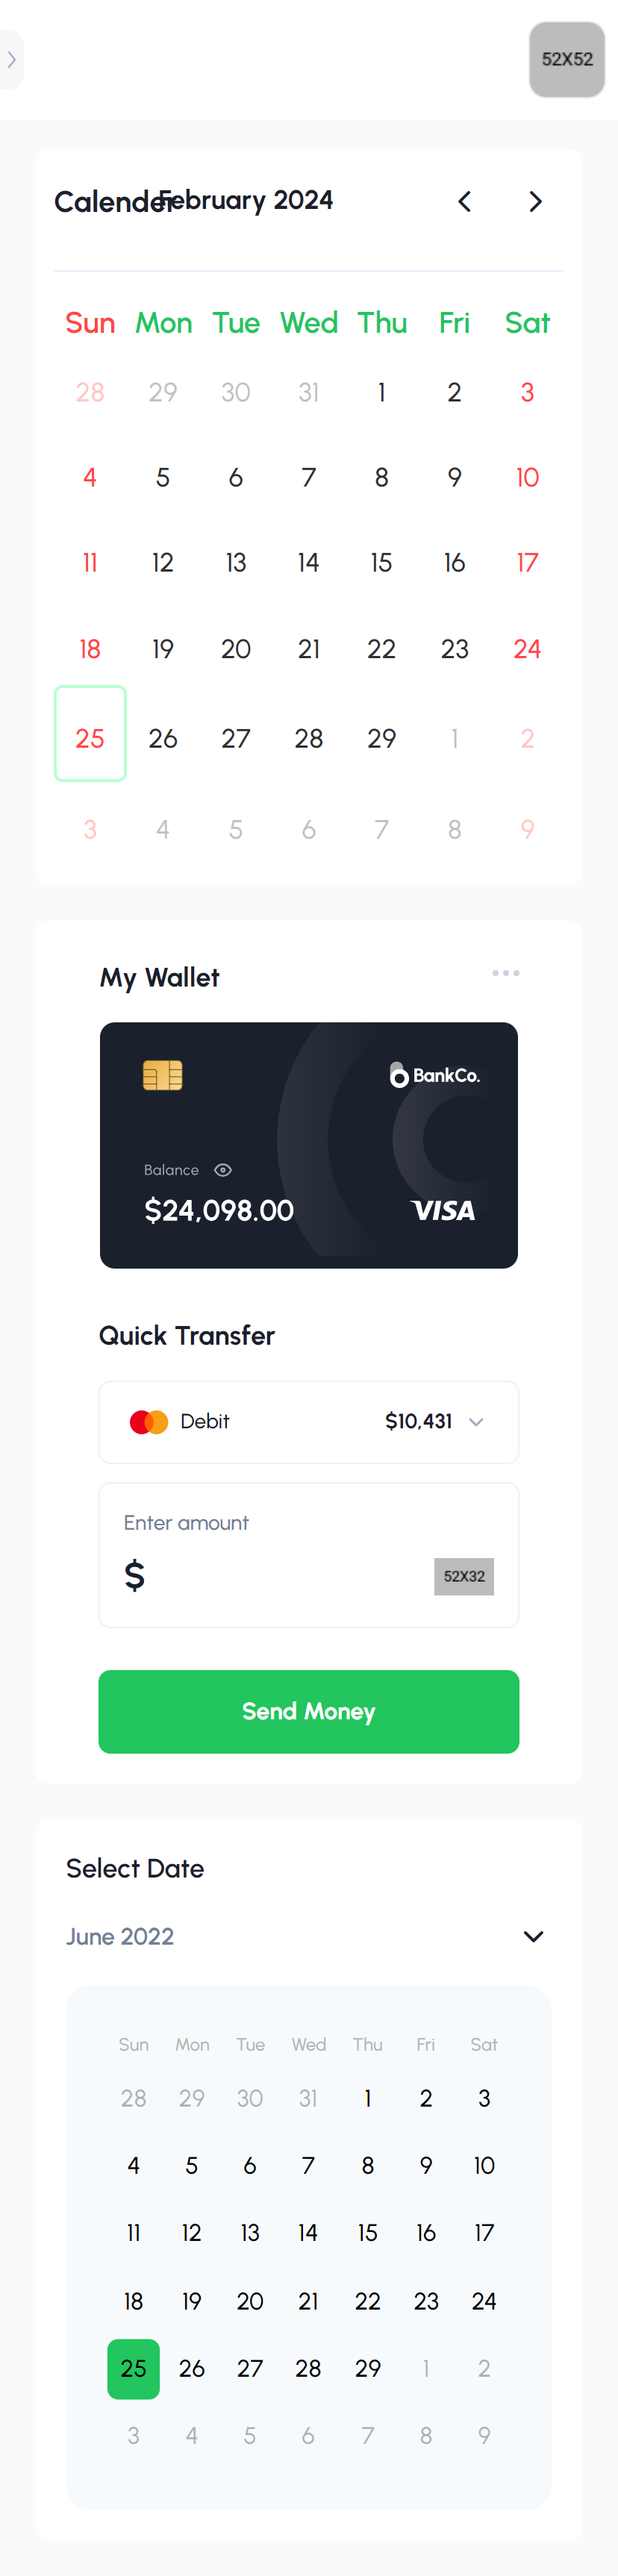 52X52
Calender February 2024
Sun Mon Tue Wed Thu Fri Sat
28 29 30 31 1 2 3
4 5 6 7 8 9 10
11 12 13 14 15 16 17
18 19 20 21 22 23 24
25 26 27 28 29 1 2
3 4 5 6 7 8 9
My Wallet
BankCo.
Balance
$24,098.00
VISA
Quick Transfer
Debit $10,431
Enter amount
$
52X32
Send Money
Select Date
June 2022
Sun Mon Tue Wed Thu Fri Sat
28 29 30 31 1 2 3
4 5 6 7 8 9 10
11 12 13 14 15 16 17
18 19 20 21 22 23 24
25 26 27 28 29 1 2
3 4 5 6 7 8 9